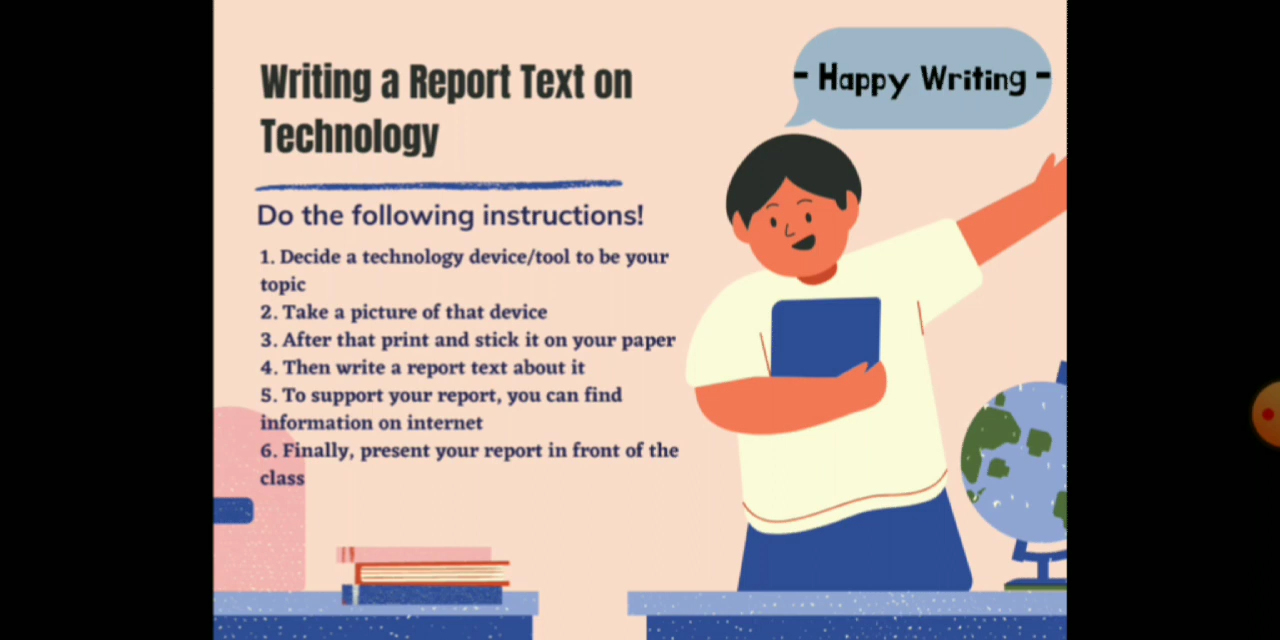 Writing a Report Text on
Technology
- Happy Writing -
Do the following instructions!
1. Decide a technology device/tool to be your
topic
2. Take a picture of that device
3. After that print and stick it on your paper
4. Then write a report text about it
5. To support your report, you can find
information on internet
6. Finally, present your report in front of the
class